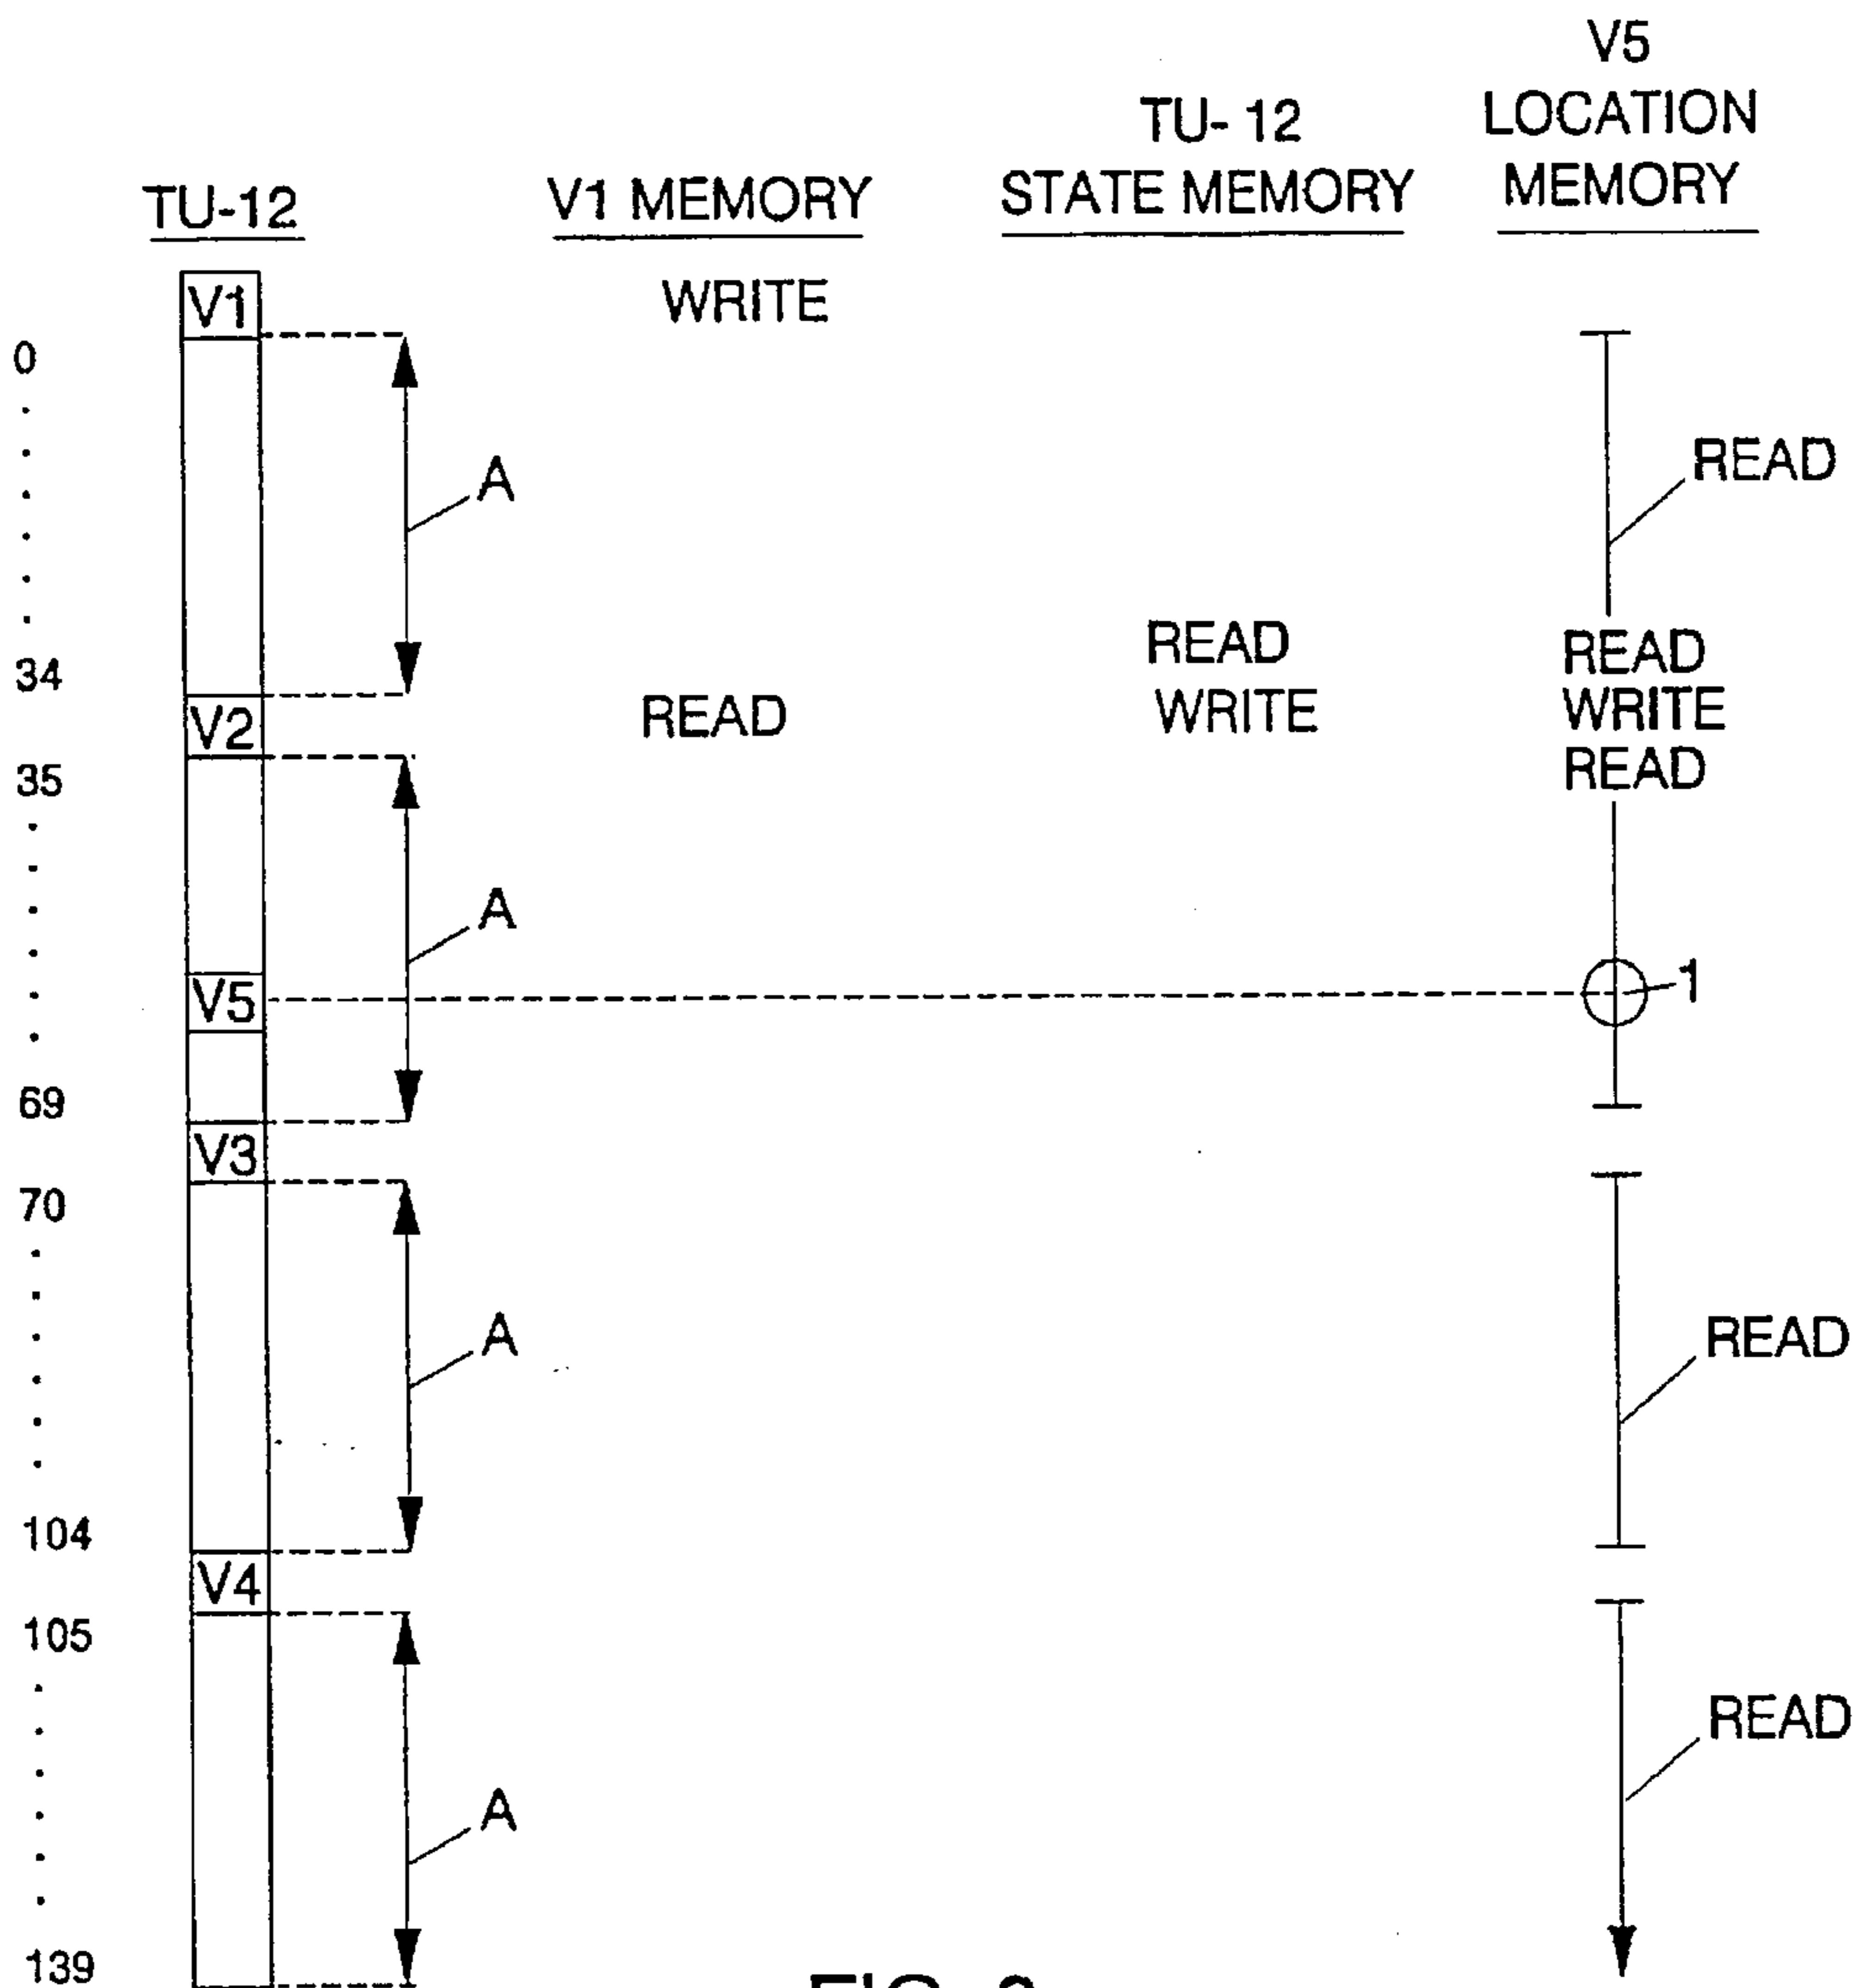 V5
LOCATION
MEMORY
TU-12
STATE MEMORY
V1 MEMORY
TU-12
V1
WRITE
0
A
READ
34
READ
WRITE
READ
WRITE
READ
V2
READ
35
A
V5
1
69
V3
70
A
READ
104
V4
105
READ
A
139
FIG.